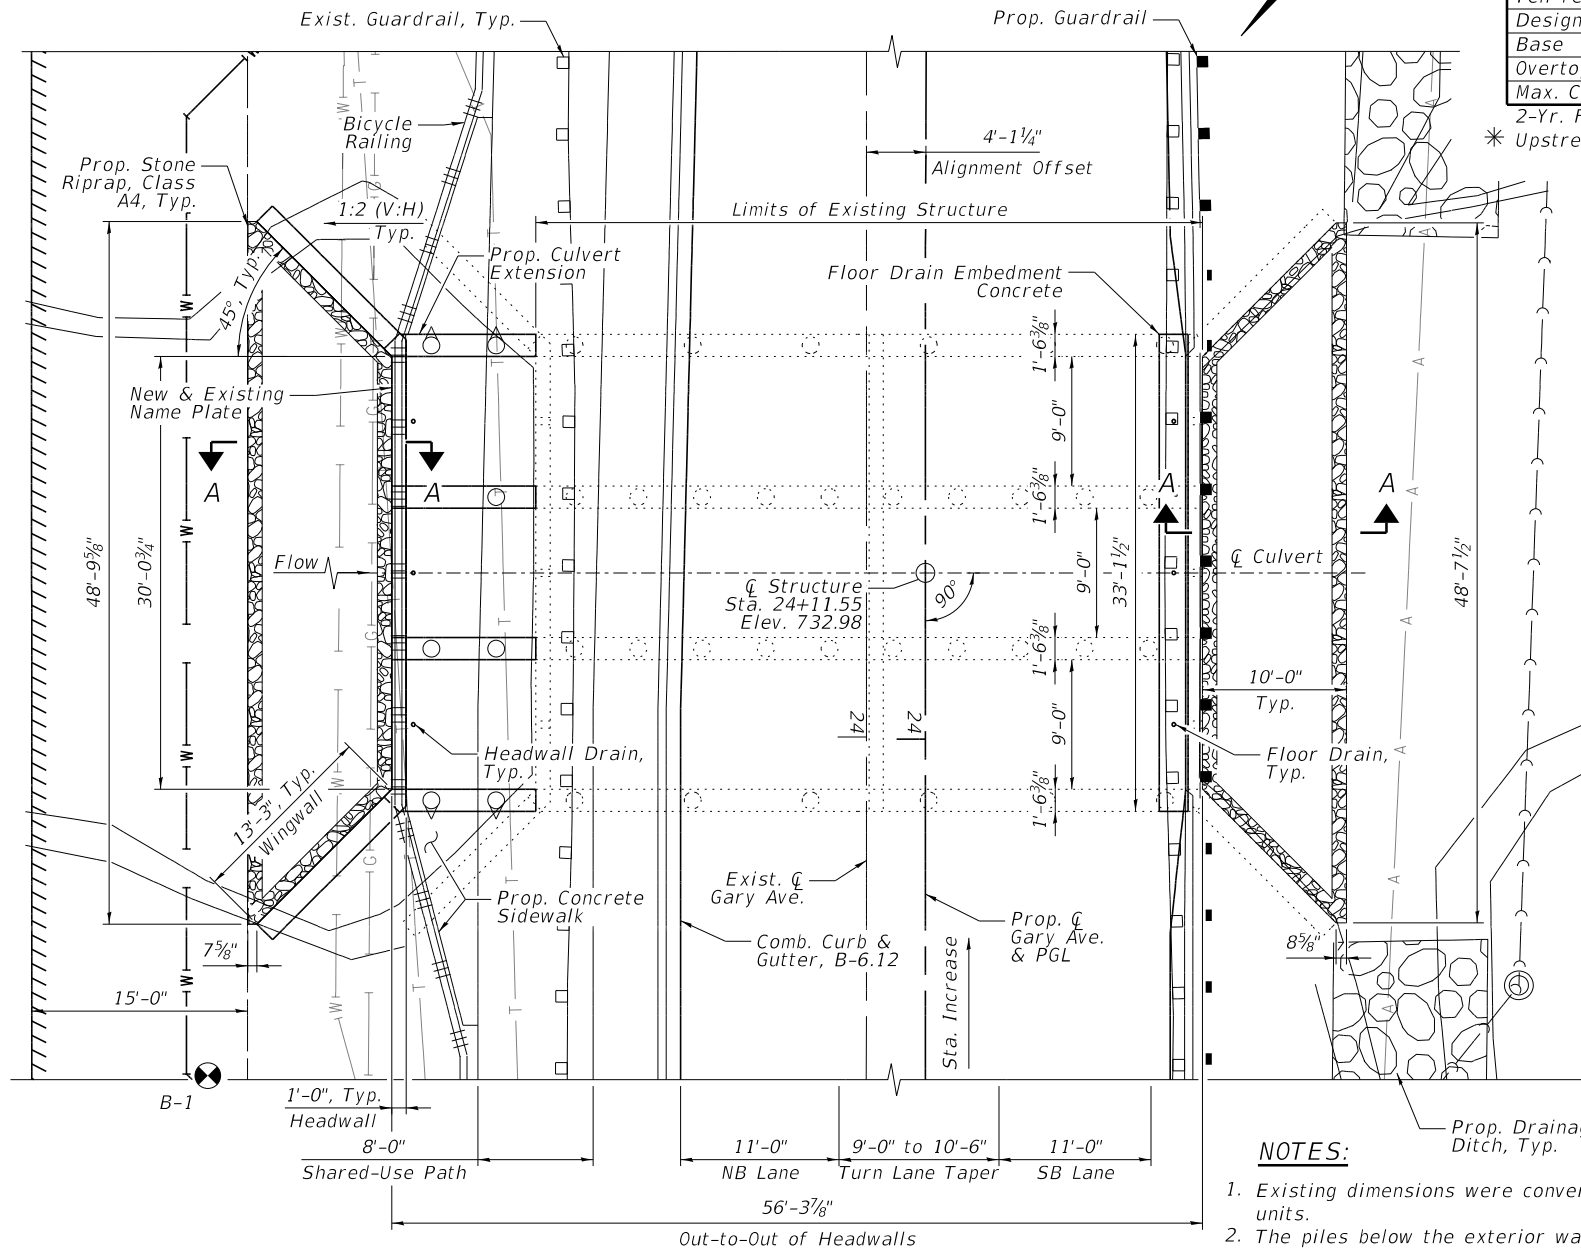 Exist. Guardrail, Typ.
Prop. Guardrail
Design
Base
Max. C
2-Yr. F
✳ Upstre
Bicycle
Railing
4'-1¼"
Alignment Offset
Prop. Stone
Riprap, Class
A4, Typ.
1:2 (V:H)
Typ.
Limits of Existing Structure
Prop. Culvert
Extension
Floor Drain Embedment
Concrete
45°, Typ.
1'-6⅜"
New & Existing
Name Plate
9'-0"
A
A
A
A
1'-6⅜"
Flow
48'-9⅝"
30'-0¾"
℄ Structure
Sta. 24+11.55
Elev. 732.98
90°
9'-0"
33'-1½"
℄ Culvert
48'-7½"
1'-6⅜"
10'-0"
Typ.
24
24
9'-0"
Headwall Drain,
Typ.
Floor Drain,
Typ.
13'-3", Typ.
Wingwall
1'-6⅜"
Exist. ℄
Gary Ave.
Prop. Concrete
Sidewalk
Prop. ℄
Gary Ave.
& PGL
Comb. Curb &
Gutter, B-6.12
7⅝"
8⅝"
15'-0"
Sta. Increase
B-1
1'-0", Typ.
Headwall
8'-0"
Shared-Use Path
11'-0"
NB Lane
9'-0" to 10'-6"
Turn Lane Taper
11'-0"
SB Lane
56'-3⅞"
Out-to-Out of Headwalls
Prop. Drainag
Ditch, Typ.
NOTES:
1. Existing dimensions were conver
units.
2. The piles below the exterior wa